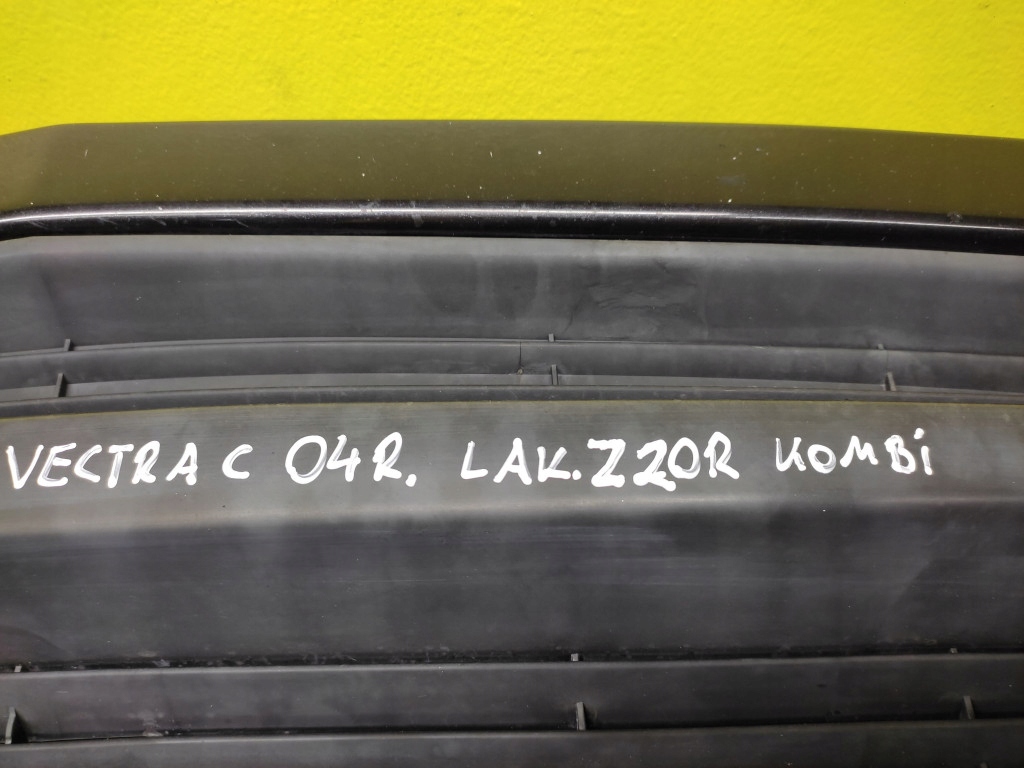 VECTRA C 04R. LAK.Z20R KOMBi